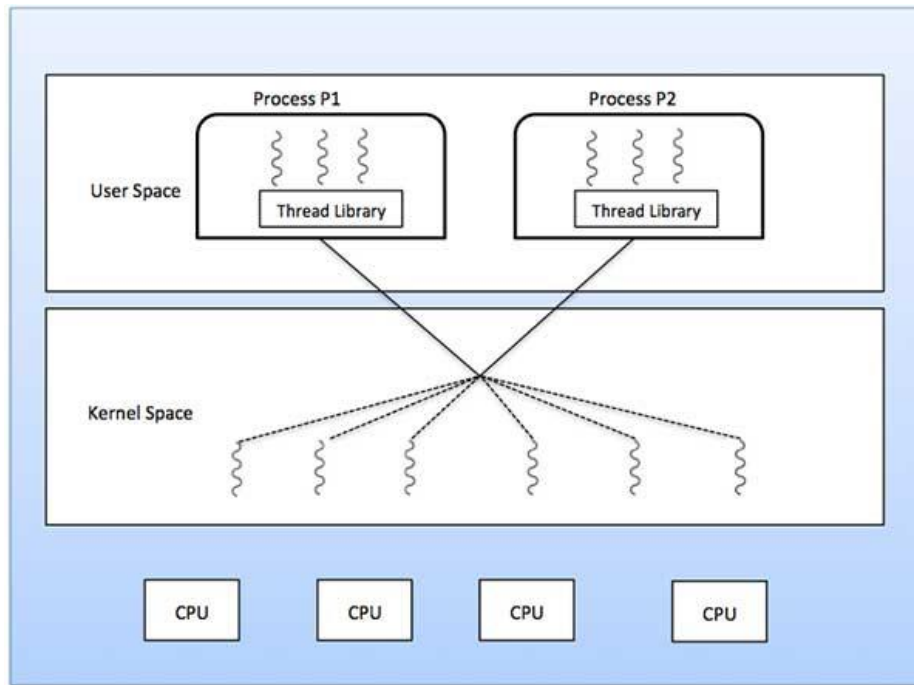 Process P1
Process P2
User Space
Thread Library
Thread Library
Kernel Space
CPU
CPU
CPU
CPU